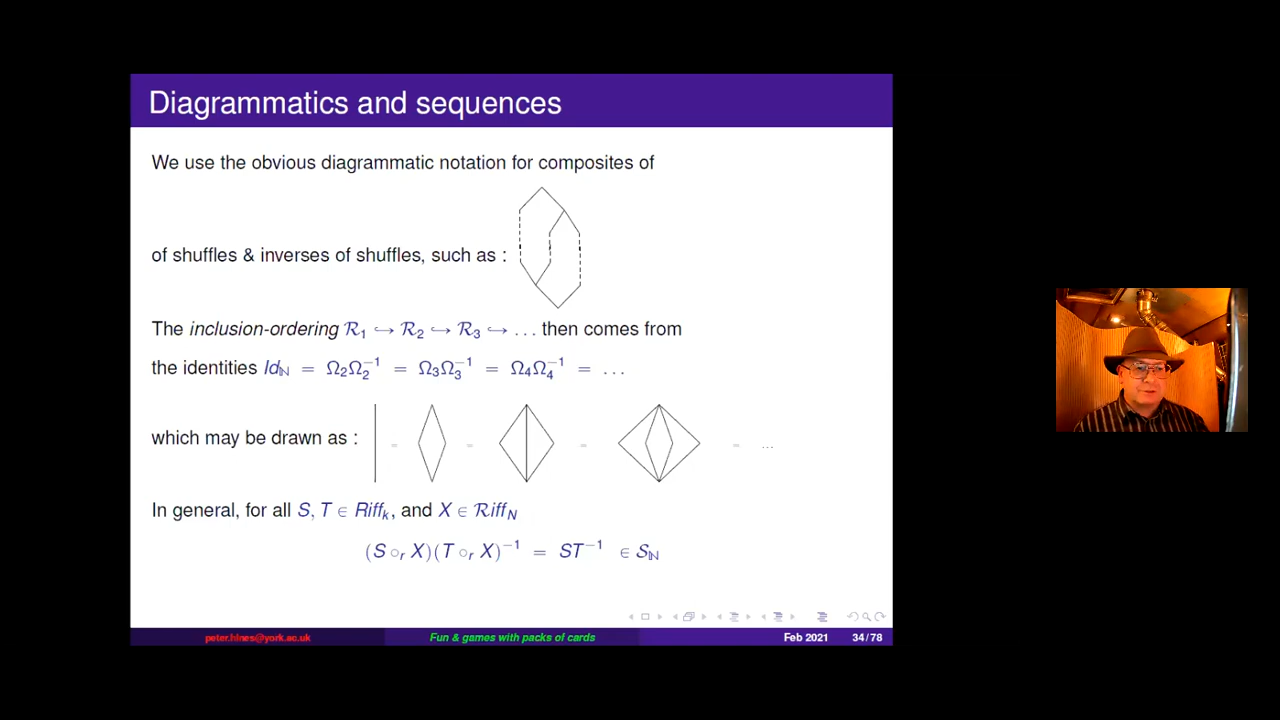 Diagrammatics and sequences
We use the obvious diagrammatic notation for composites of
of shuffles & inverses of shuffles, such as :
The inclusion-ordering ℛ₁ ↪ ℛ₂ ↪ ℛ₃ ↪ … then comes from
the identities Id_ℕ = Ω₂Ω₂⁻¹ = Ω₃Ω₃⁻¹ = Ω₄Ω₄⁻¹ = …
which may be drawn as : = = = = …
In general, for all S, T ∈ Riff_k, and X ∈ ℛiff_N
(S ∘_r X)(T ∘_r X)⁻¹ = ST⁻¹ ∈ 𝒮_ℕ
peter.hines@york.ac.uk Fun & games with packs of cards Feb 2021 34/78